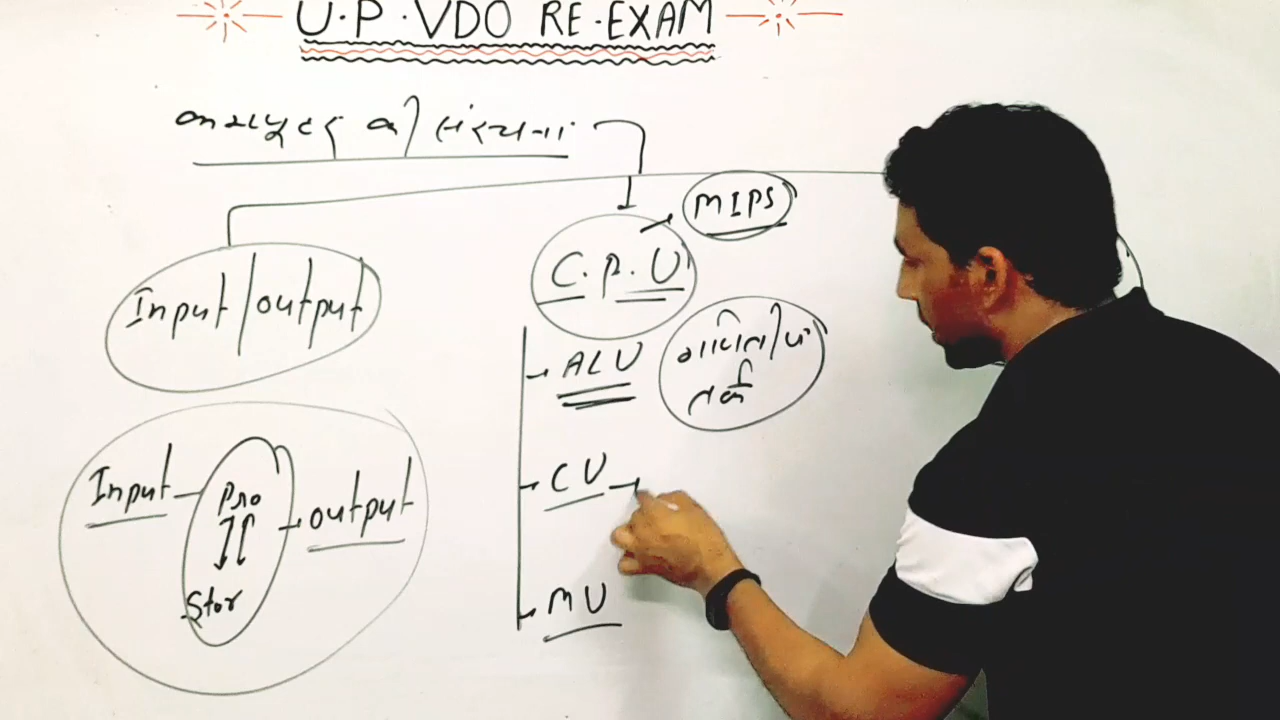 U.P.VDO RE-EXAM
कम्प्यूटर की संरचना
MIPS
C.P.U
Input/output
ALU
गणितीय
तर्क
Input
Pro
output
CU
Stor
MU